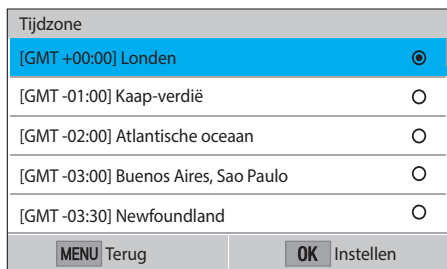 Tijdzone
[GMT +00:00] Londen
[GMT -01:00] Kaap-verdië
[GMT -02:00] Atlantische oceaan
[GMT -03:00] Buenos Aires, Sao Paulo
[GMT -03:30] Newfoundland
MENU Terug OK Instellen